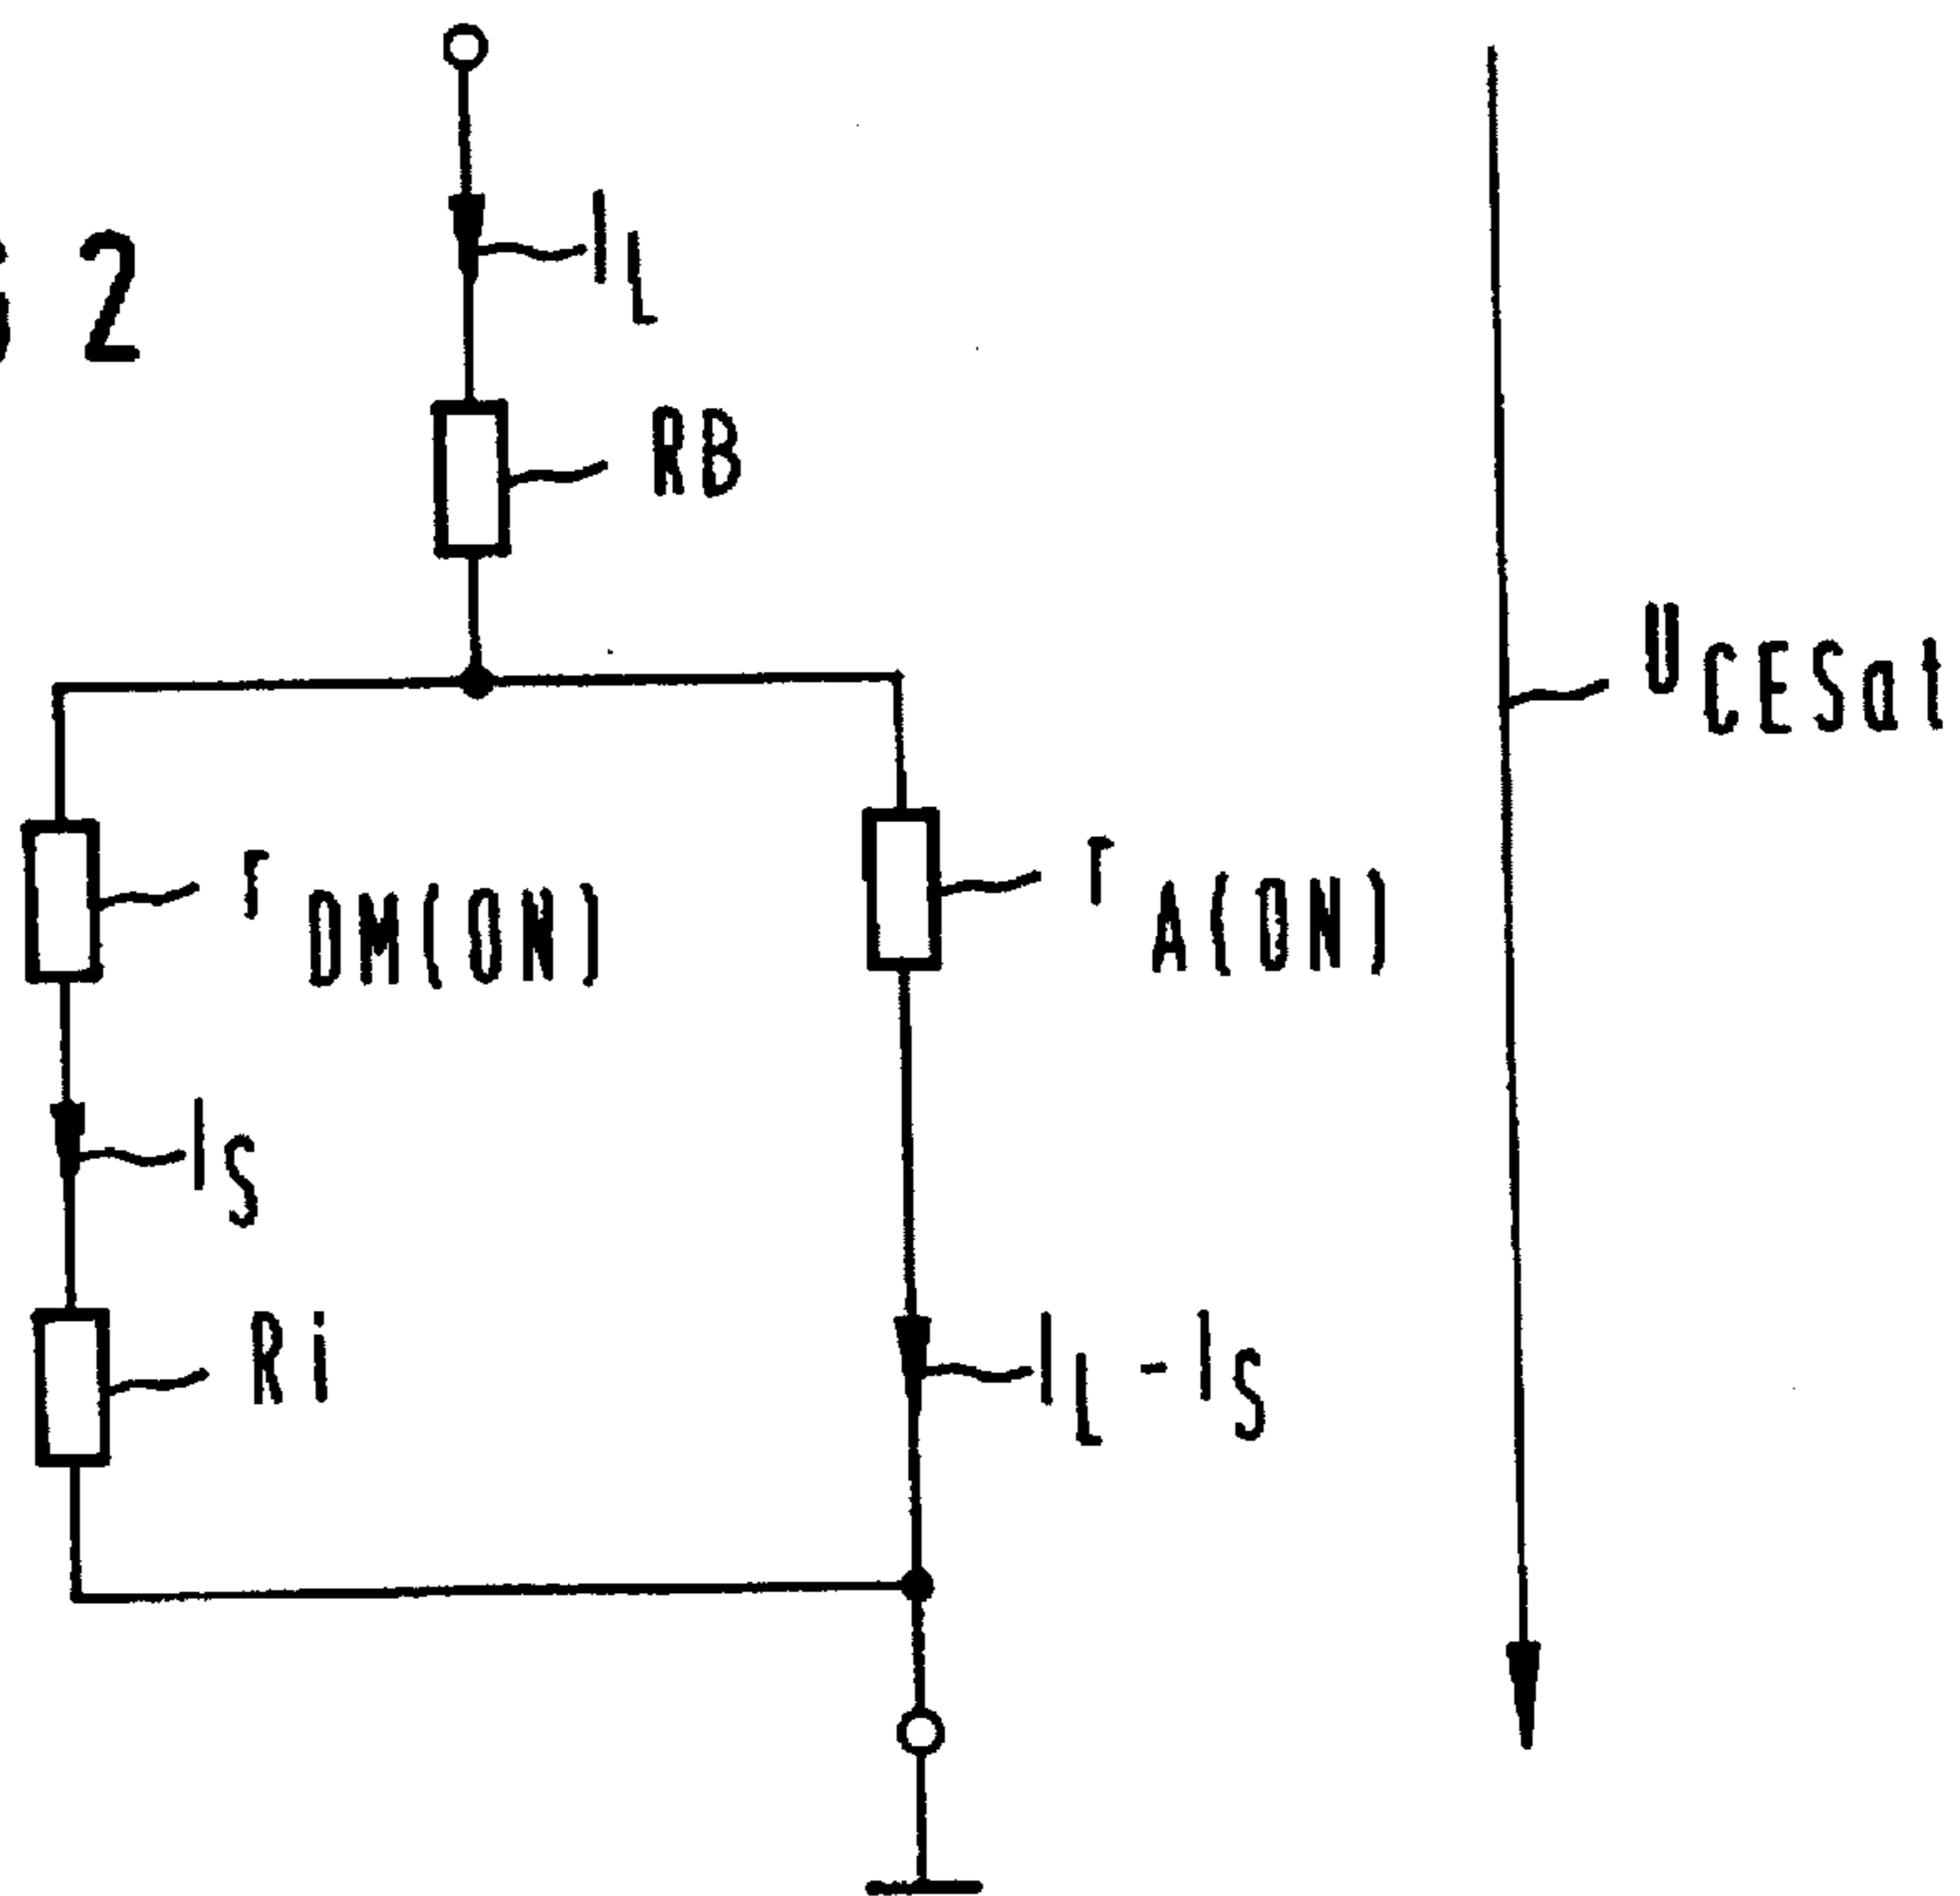 2
I_L
RB
U_CESat
r_DM(ON)
r_A(ON)
I_S
Ri
I_L - I_S